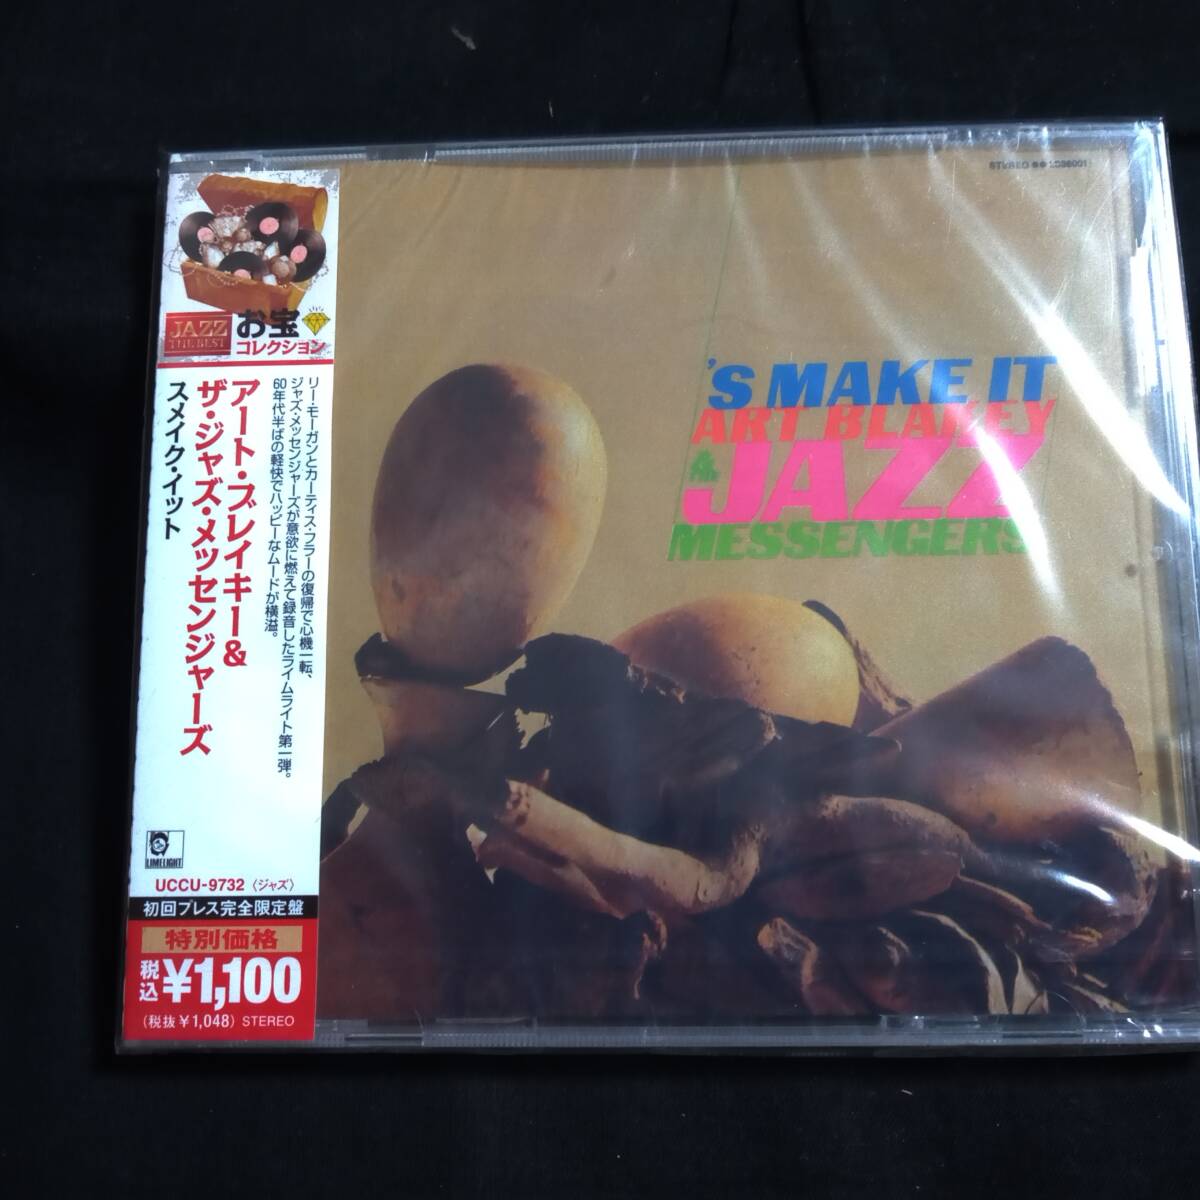 JAZZ
THE BEST
お宝
コレクション
アート・ブレイキー&
ザ・ジャズ・メッセンジャーズ
スメイク・イット
リー・モーガンとカーティス・フラーの復帰で心機一転、
ジャズ・メッセンジャーズが意欲に燃えて録音したライムライト第一弾。
60年代半ばの軽快でハッピーなムードが横溢。
LIMELIGHT
UCCU-9732〈ジャズ〉
初回プレス完全限定盤
特別価格
税込 ¥1,100
(税抜¥1,048) STEREO
STEREO
'S MAKE IT
ART BLAKEY
& JAZZ
MESSENGERS